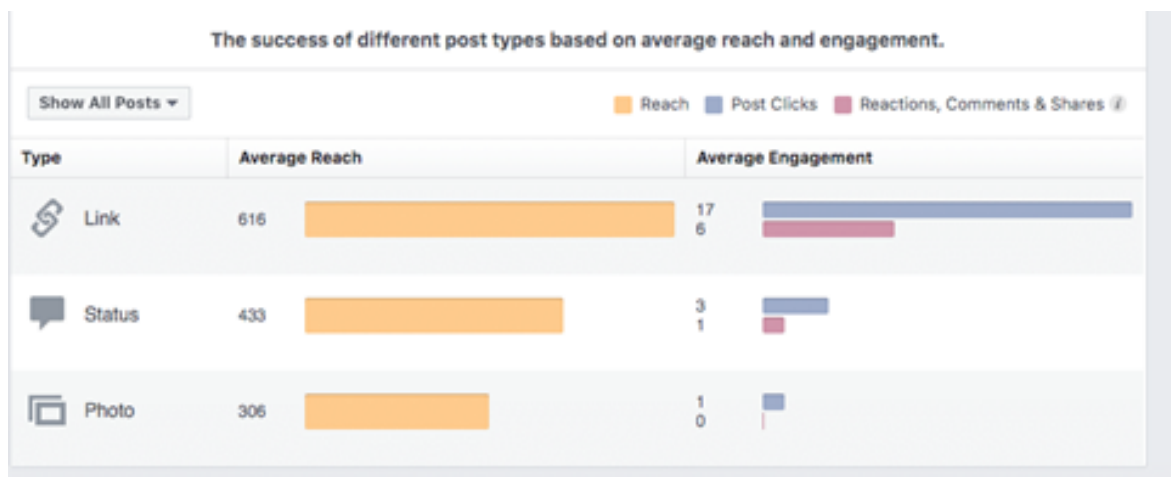 The success of different post types based on average reach and engagement.
Show All Posts
Reach Post Clicks Reactions, Comments & Shares i
Type Average Reach Average Engagement
Link 616 17
6
Status 433 3
1
Photo 306 1
0